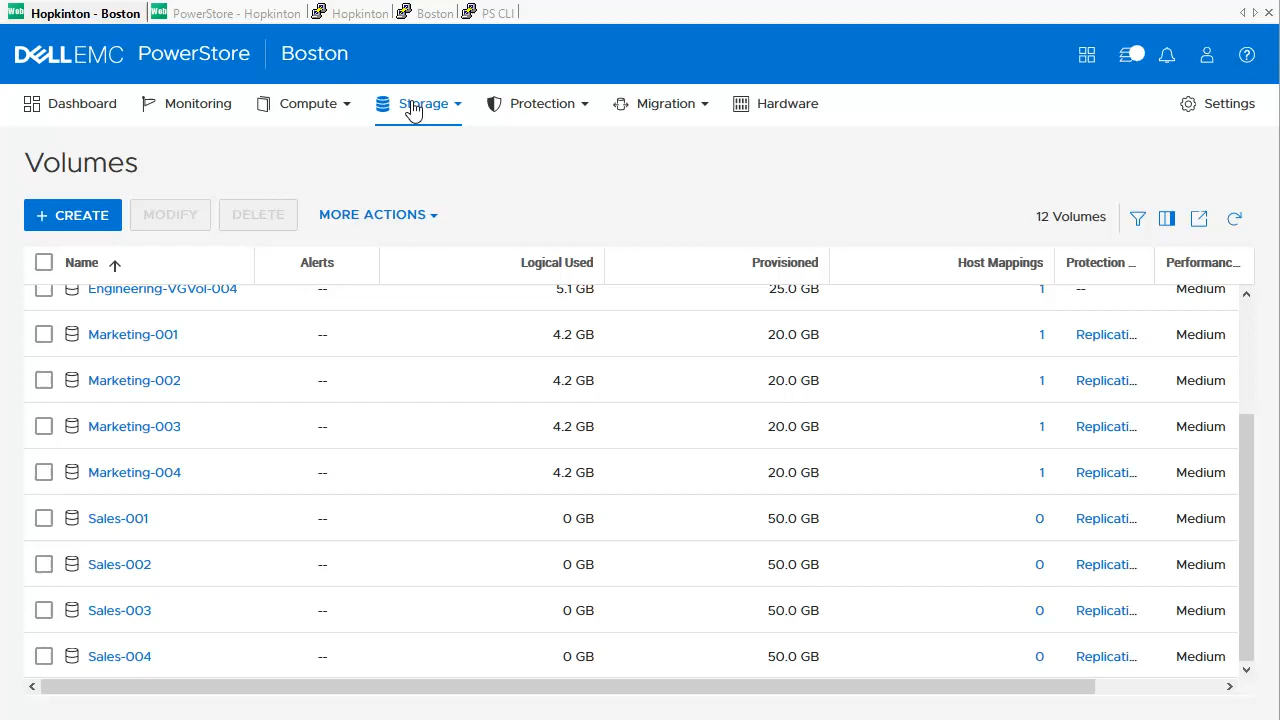 Web Hopkinton - Boston Web PowerStore - Hopkinton Hopkinton Boston PS CLI
DELLEMC PowerStore Boston
Dashboard Monitoring Compute Storage Protection Migration Hardware Settings
Volumes
+ CREATE MODIFY DELETE MORE ACTIONS 12 Volumes
Name Alerts Logical Used Provisioned Host Mappings Protection ... Performanc...
Engineering-VGVol-004 -- 5.1 GB 25.0 GB 1 -- Medium
Marketing-001 -- 4.2 GB 20.0 GB 1 Replicati... Medium
Marketing-002 -- 4.2 GB 20.0 GB 1 Replicati... Medium
Marketing-003 -- 4.2 GB 20.0 GB 1 Replicati... Medium
Marketing-004 -- 4.2 GB 20.0 GB 1 Replicati... Medium
Sales-001 -- 0 GB 50.0 GB 0 Replicati... Medium
Sales-002 -- 0 GB 50.0 GB 0 Replicati... Medium
Sales-003 -- 0 GB 50.0 GB 0 Replicati... Medium
Sales-004 -- 0 GB 50.0 GB 0 Replicati... Medium